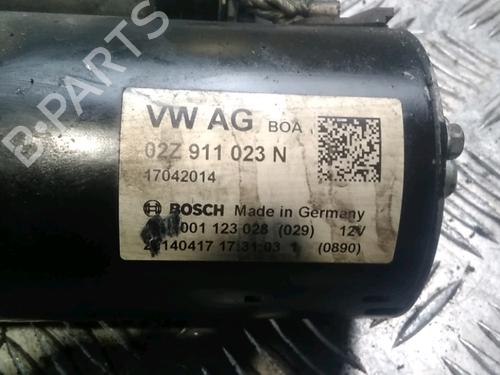 B-PARTS
VW AG BOA
02Z 911 023 N
17042014
BOSCH Made in Germany
001 123 028 (029) 12V
140417 17:31:03 1 (0890)